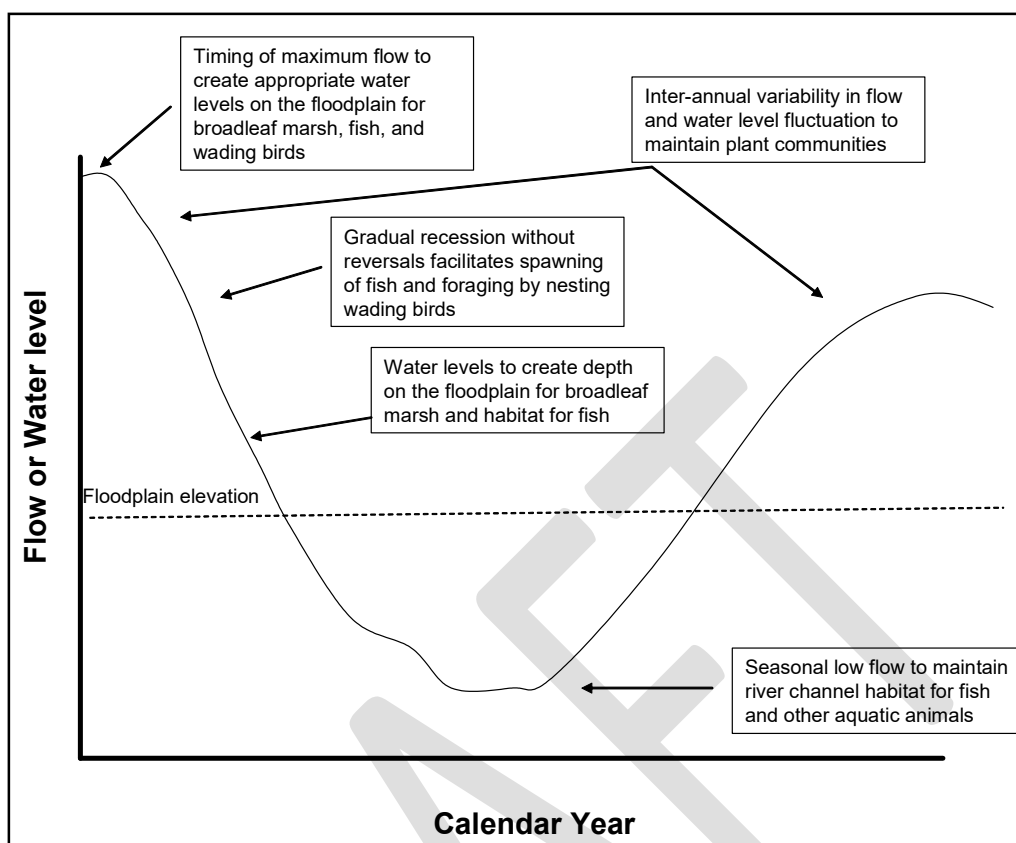 Timing of maximum flow to
create appropriate water
levels on the floodplain for
broadleaf marsh, fish, and
wading birds
Inter-annual variability in flow
and water level fluctuation to
maintain plant communities
Gradual recession without
reversals facilitates spawning
of fish and foraging by nesting
wading birds
Water levels to create depth
on the floodplain for broadleaf
marsh and habitat for fish
Floodplain elevation
Flow or Water level
Seasonal low flow to maintain
river channel habitat for fish
and other aquatic animals
Calendar Year
AFT